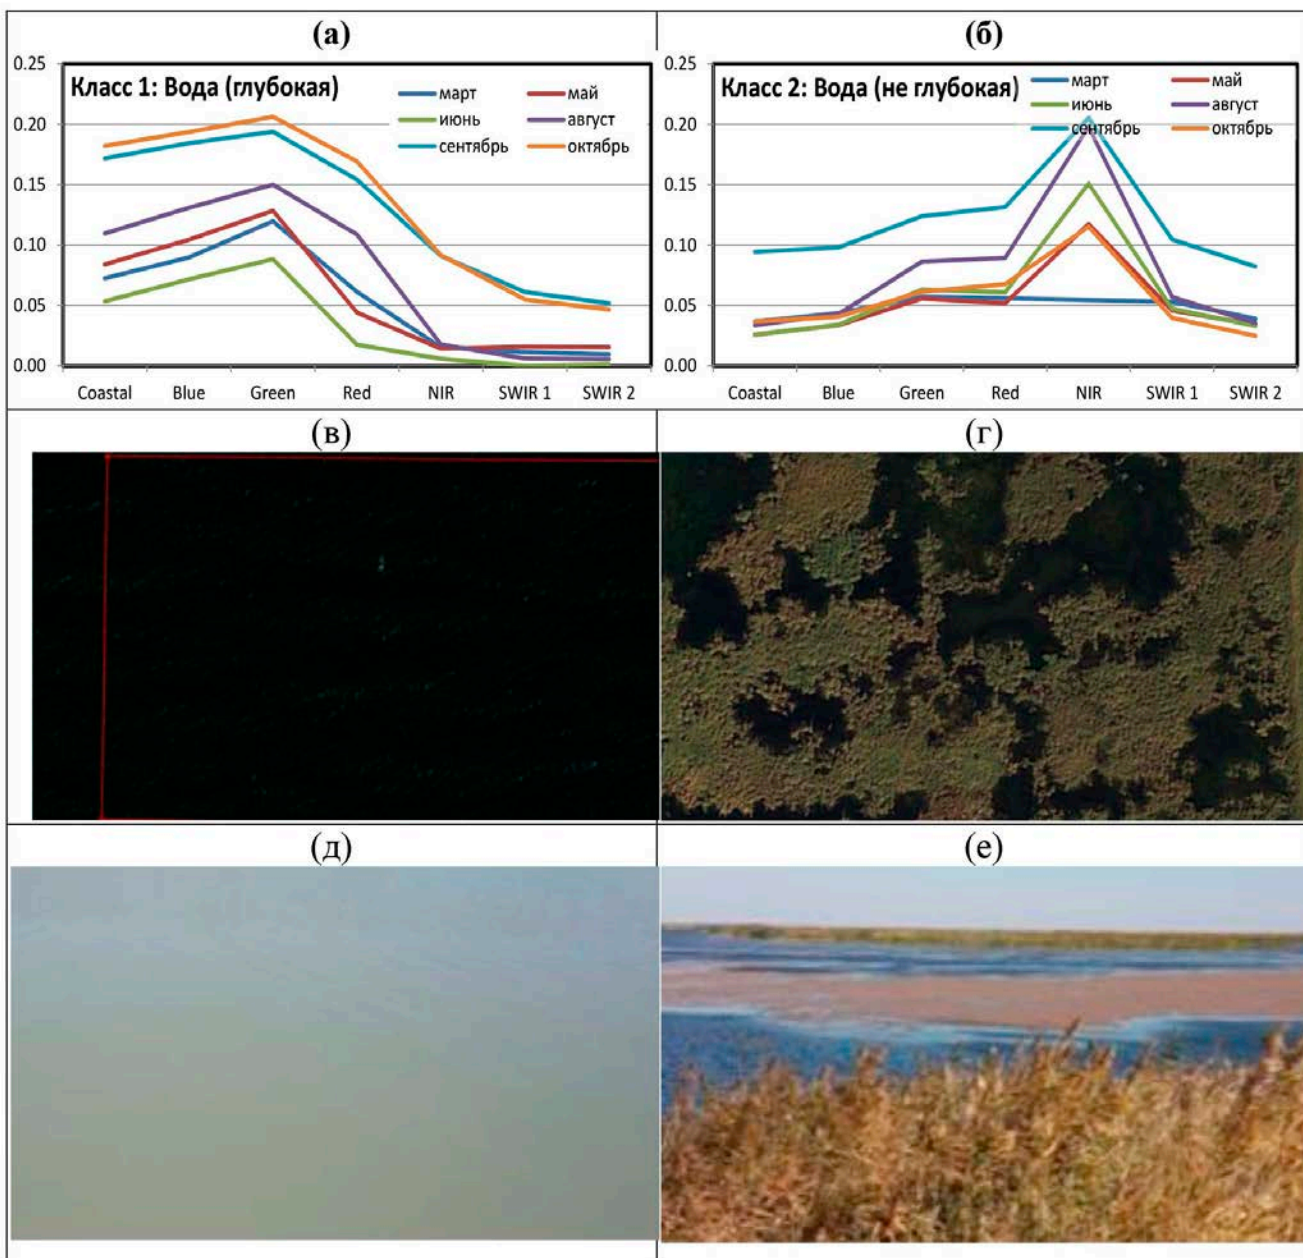 (а)
(б)
0.25
0.20
0.15
0.10
0.05
0.00
Класс 1: Вода (глубокая)
март
май
июнь
август
сентябрь
октябрь
Coastal Blue Green Red NIR SWIR 1 SWIR 2
0.25
0.20
0.15
0.10
0.05
0.00
Класс 2: Вода (не глубокая)
март
май
июнь
август
сентябрь
октябрь
Coastal Blue Green Red NIR SWIR 1 SWIR 2
(в)
(г)
(д)
(е)